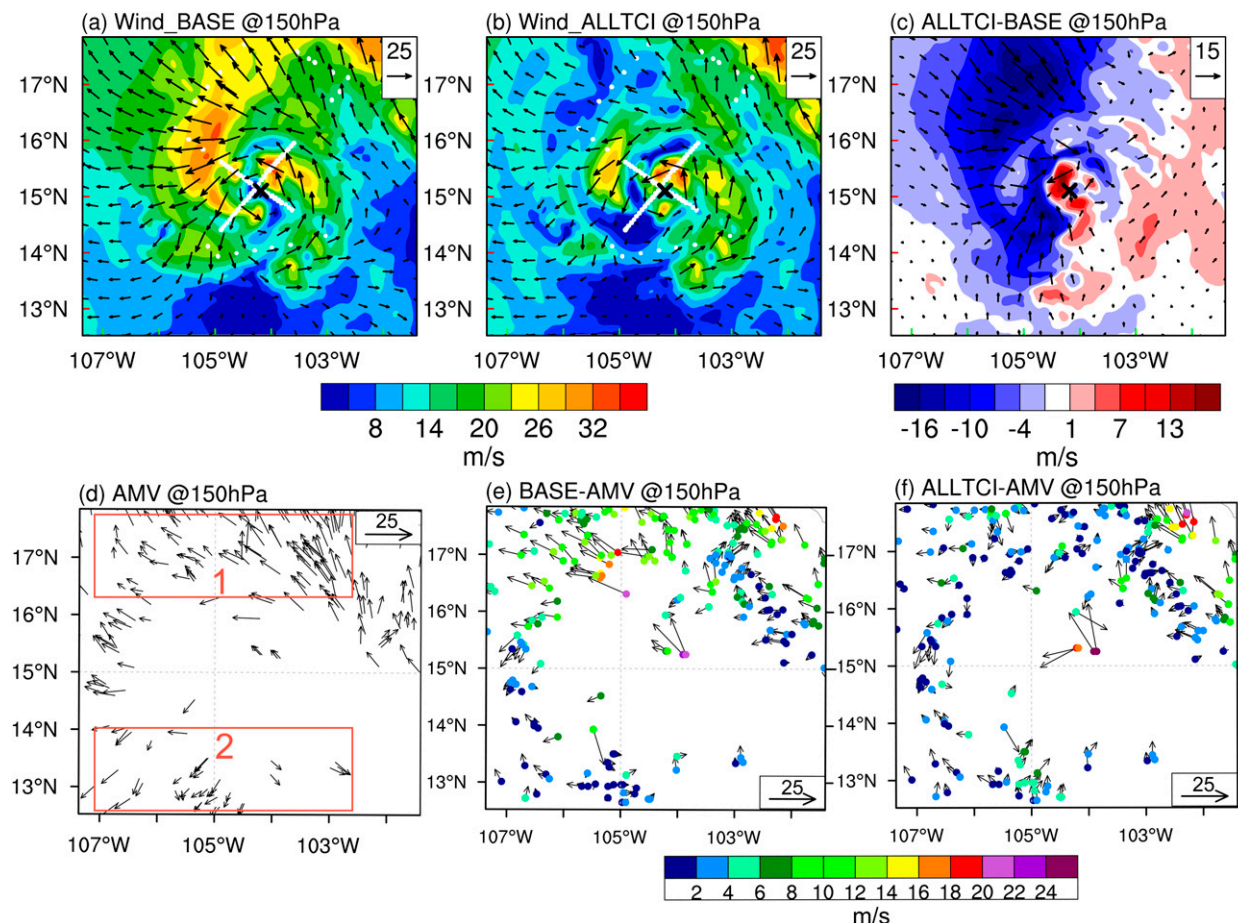 (a) Wind_BASE @150hPa
(b) Wind_ALLTCI @150hPa
(c) ALLTCI-BASE @150hPa
25
25
15
17°N
16°N
15°N
14°N
13°N
17°N
16°N
15°N
14°N
13°N
17°N
16°N
15°N
14°N
13°N
107°W 105°W 103°W
107°W 105°W 103°W
107°W 105°W 103°W
8 14 20 26 32
m/s
-16 -10 -4 1 7 13
m/s
(d) AMV @150hPa
(e) BASE-AMV @150hPa
(f) ALLTCI-AMV @150hPa
25
1
2
17°N
16°N
15°N
14°N
13°N
17°N
16°N
15°N
14°N
13°N
25
17°N
16°N
15°N
14°N
13°N
25
107°W 105°W 103°W
107°W 105°W 103°W
107°W 105°W 103°W
2 4 6 8 10 12 14 16 18 20 22 24
m/s